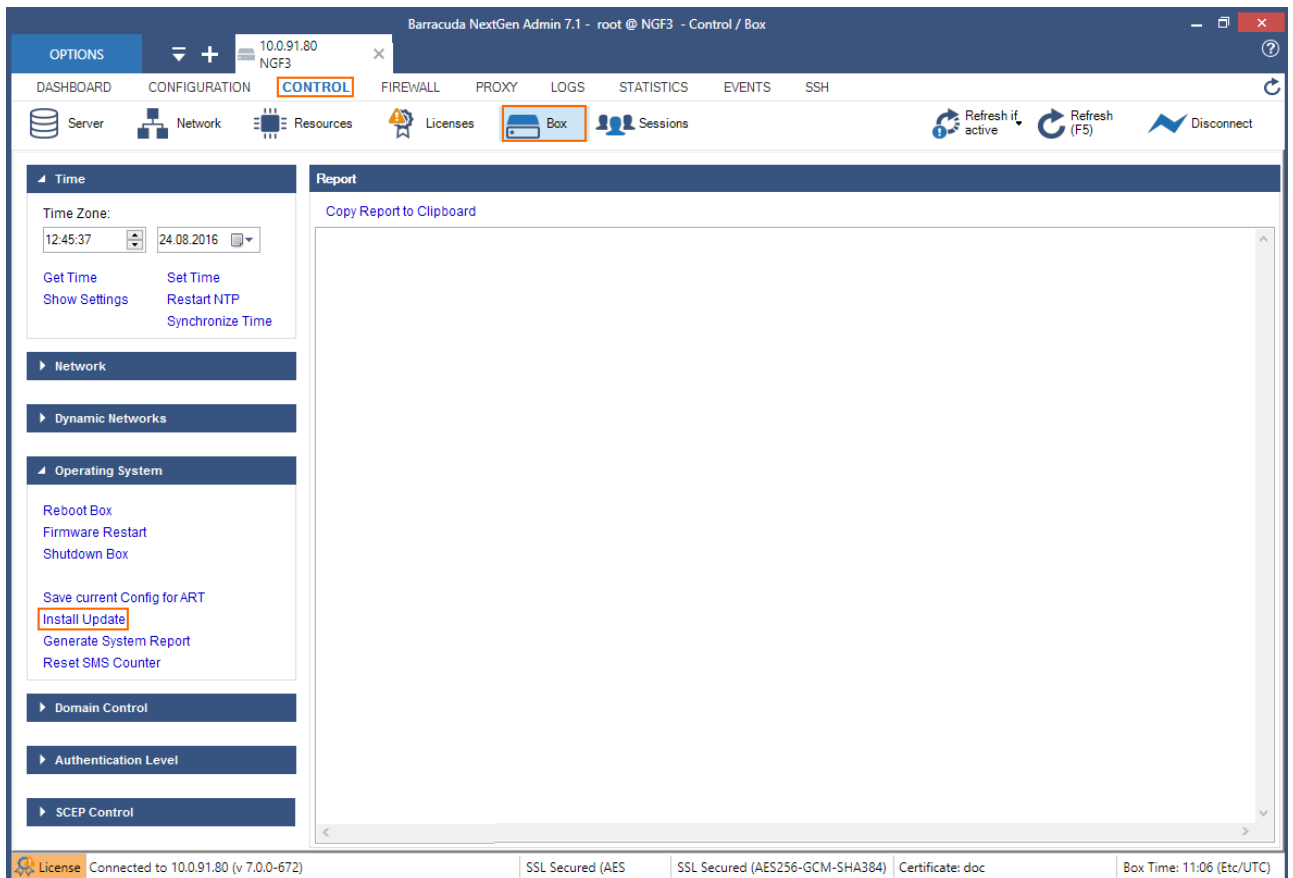 Barracuda NextGen Admin 7.1 - root @ NGF3 - Control / Box
OPTIONS
10.0.91.80
NGF3
DASHBOARD CONFIGURATION CONTROL FIREWALL PROXY LOGS STATISTICS EVENTS SSH
Server Network Resources Licenses Box Sessions Refresh if active Refresh (F5) Disconnect
Time
Time Zone:
12:45:37 24.08.2016
Get Time Set Time
Show Settings Restart NTP
Synchronize Time
Network
Dynamic Networks
Operating System
Reboot Box
Firmware Restart
Shutdown Box
Save current Config for ART
Install Update
Generate System Report
Reset SMS Counter
Domain Control
Authentication Level
SCEP Control
Report
Copy Report to Clipboard
License Connected to 10.0.91.80 (v 7.0.0-672) SSL Secured (AES SSL Secured (AES256-GCM-SHA384) Certificate: doc Box Time: 11:06 (Etc/UTC)